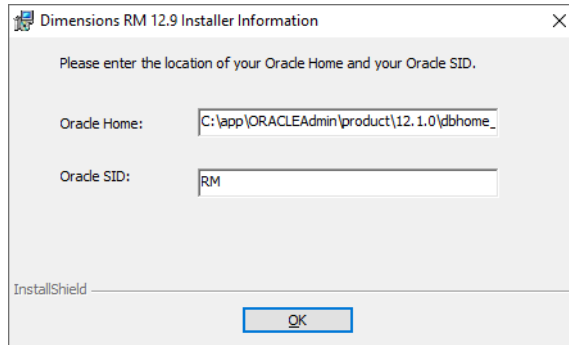 Dimensions RM 12.9 Installer Information
Please enter the location of your Oracle Home and your Oracle SID.
Oracle Home: C:\app\ORACLEAdmin\product\12.1.0\dbhome_
Oracle SID: RM
InstallShield
OK